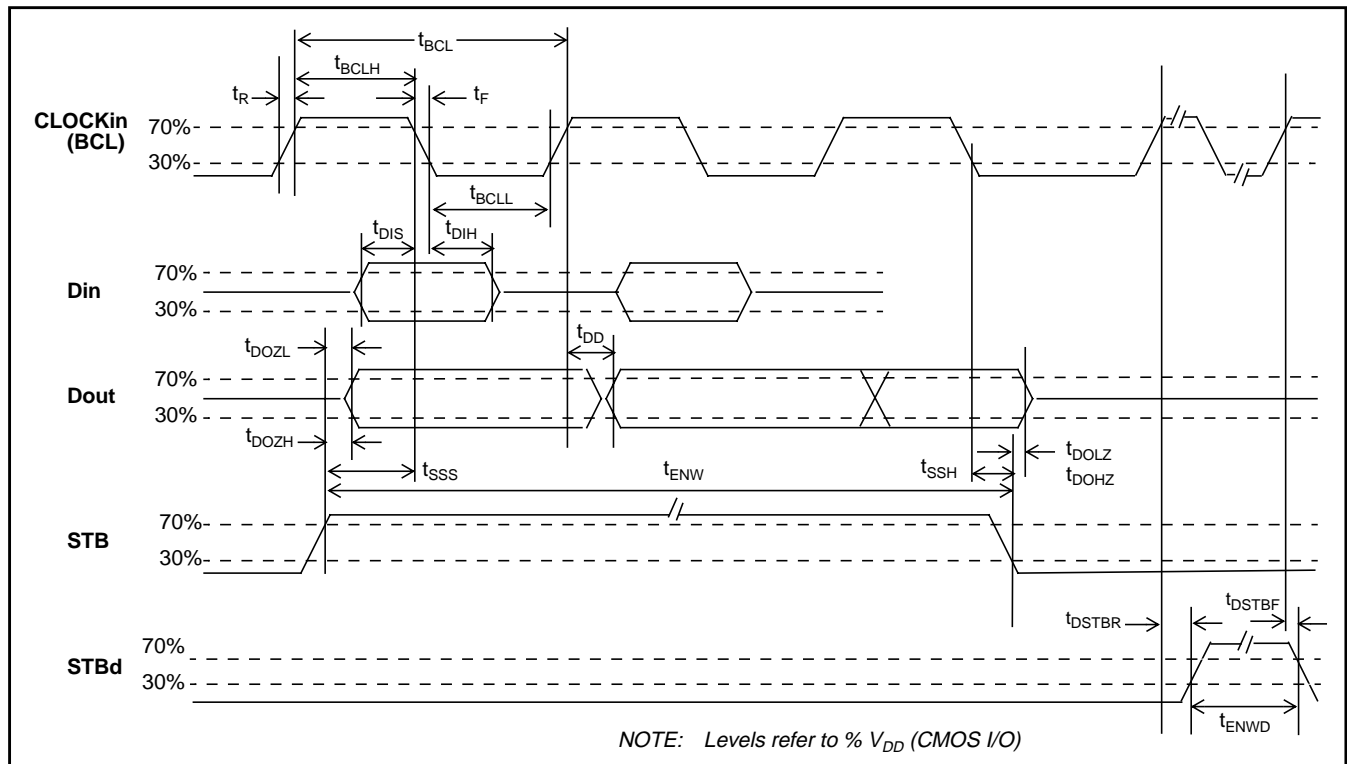 tBCL
tBCLH
tR
tF
CLOCKin
(BCL)
70%
30%
tBCLL
tDIS
tDIH
Din
70%
30%
tDOZL
tDD
Dout
70%
30%
tDOZH
tSSS
tENW
tSSH
tDOLZ
tDOHZ
STB
70%
30%
tDSTBR
tDSTBF
STBd
70%
30%
tENWD
NOTE: Levels refer to % VDD (CMOS I/O)